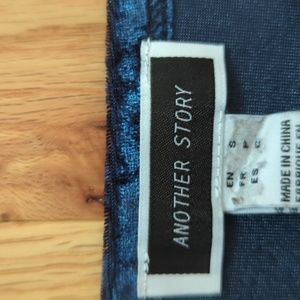 ANOTHER STORY
EN S
FR P
ES C
MADE IN CHINA